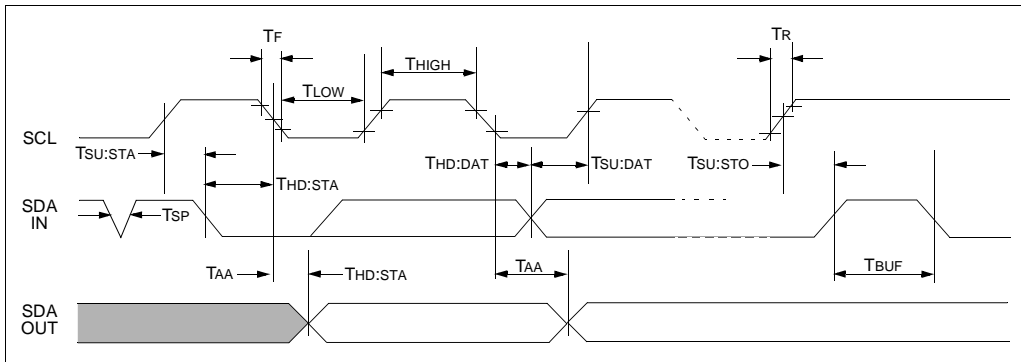 TF
TR
THIGH
TLOW
SCL
TSU:STA
THD:DAT
TSU:DAT
TSU:STO
THD:STA
SDA
IN
TSP
TAA
THD:STA
TAA
TBUF
SDA
OUT